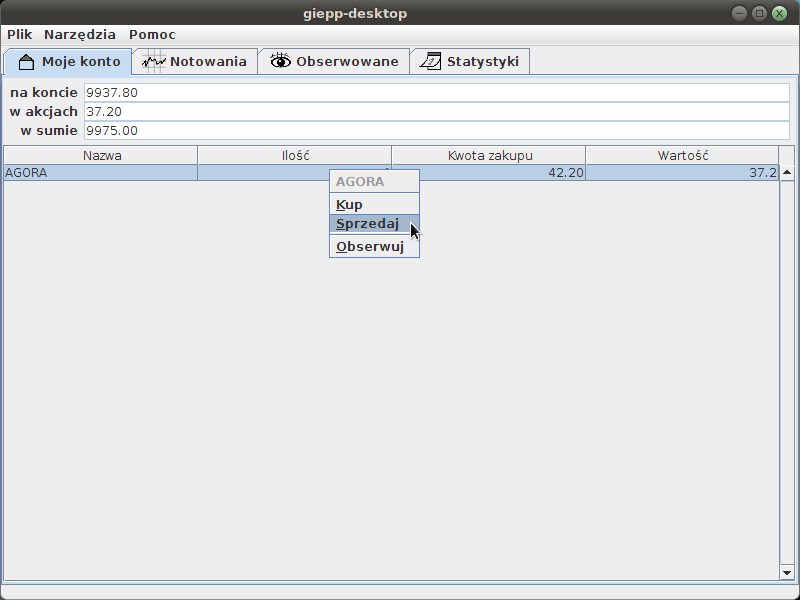 giepp-desktop
Plik Narzędzia Pomoc
Moje konto Notowania Obserwowane Statystyki
na koncie 9937.80
w akcjach 37.20
w sumie 9975.00
Nazwa Ilość Kwota zakupu Wartość
AGORA 42.20 37.2
AGORA
Kup
Sprzedaj
Obserwuj